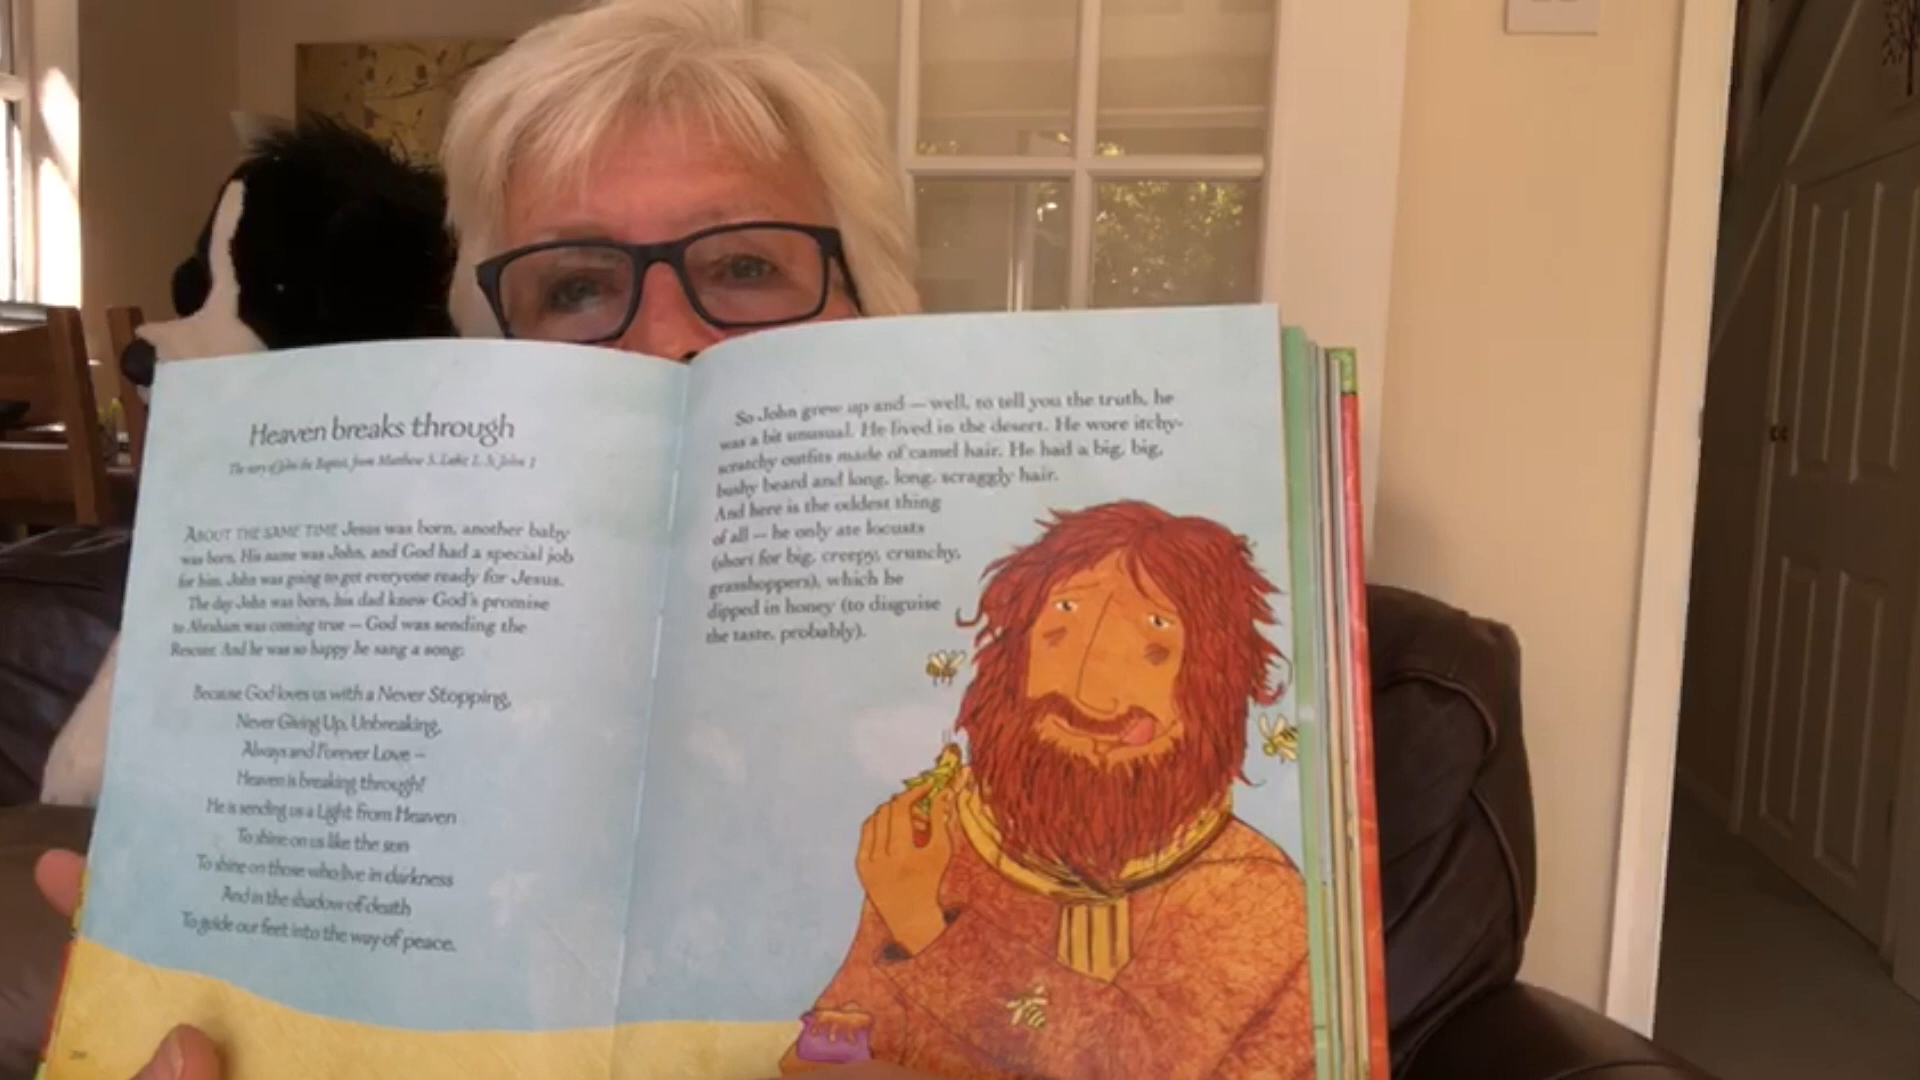 Heaven breaks through
The story of John the Baptist, from Matthew 3, Luke 1, 3, John 1
ABOUT THE SAME TIME Jesus was born, another baby
was born. His name was John, and God had a special job
for him. John was going to get everyone ready for Jesus.
The day John was born, his dad knew God's promise
to Abraham was coming true — God was sending the
Rescuer. And he was so happy he sang a song:
Because God loves us with a Never Stopping,
Never Giving Up, Unbreaking,
Always and Forever Love —
Heaven is breaking through!
He is sending us a Light from Heaven
To shine on us like the sun
To shine on those who live in darkness
And in the shadow of death
To guide our feet into the way of peace.
So John grew up and — well, to tell you the truth, he
was a bit unusual. He lived in the desert. He wore itchy-
scratchy outfits made of camel hair. He had a big, big,
bushy beard and long, long, scraggly hair.
And here is the oddest thing
of all — he only ate locusts
(short for big, creepy, crunchy,
grasshoppers), which he
dipped in honey (to disguise
the taste, probably).